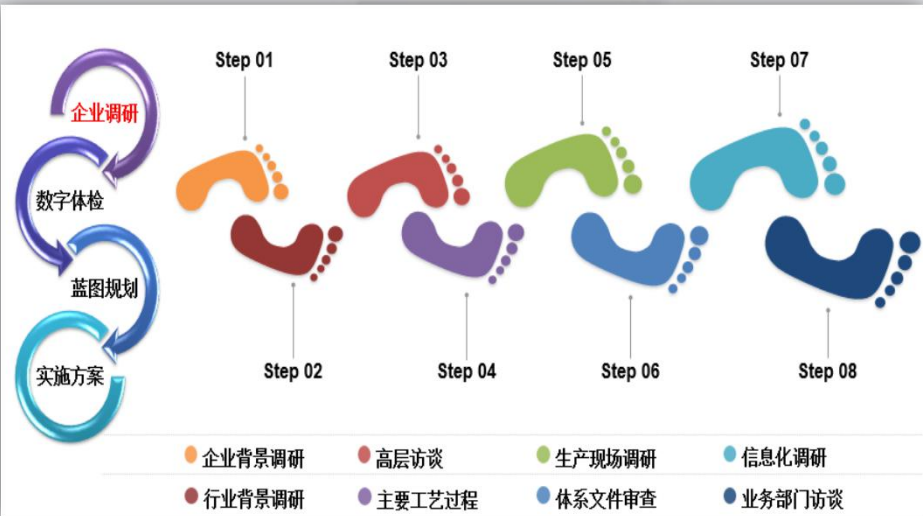 Step 01
Step 03
Step 05
Step 07
企业调研
数字体检
蓝图规划
实施方案
Step 02
Step 04
Step 06
Step 08
企业背景调研
高层访谈
生产现场调研
信息化调研
行业背景调研
主要工艺过程
体系文件审查
业务部门访谈